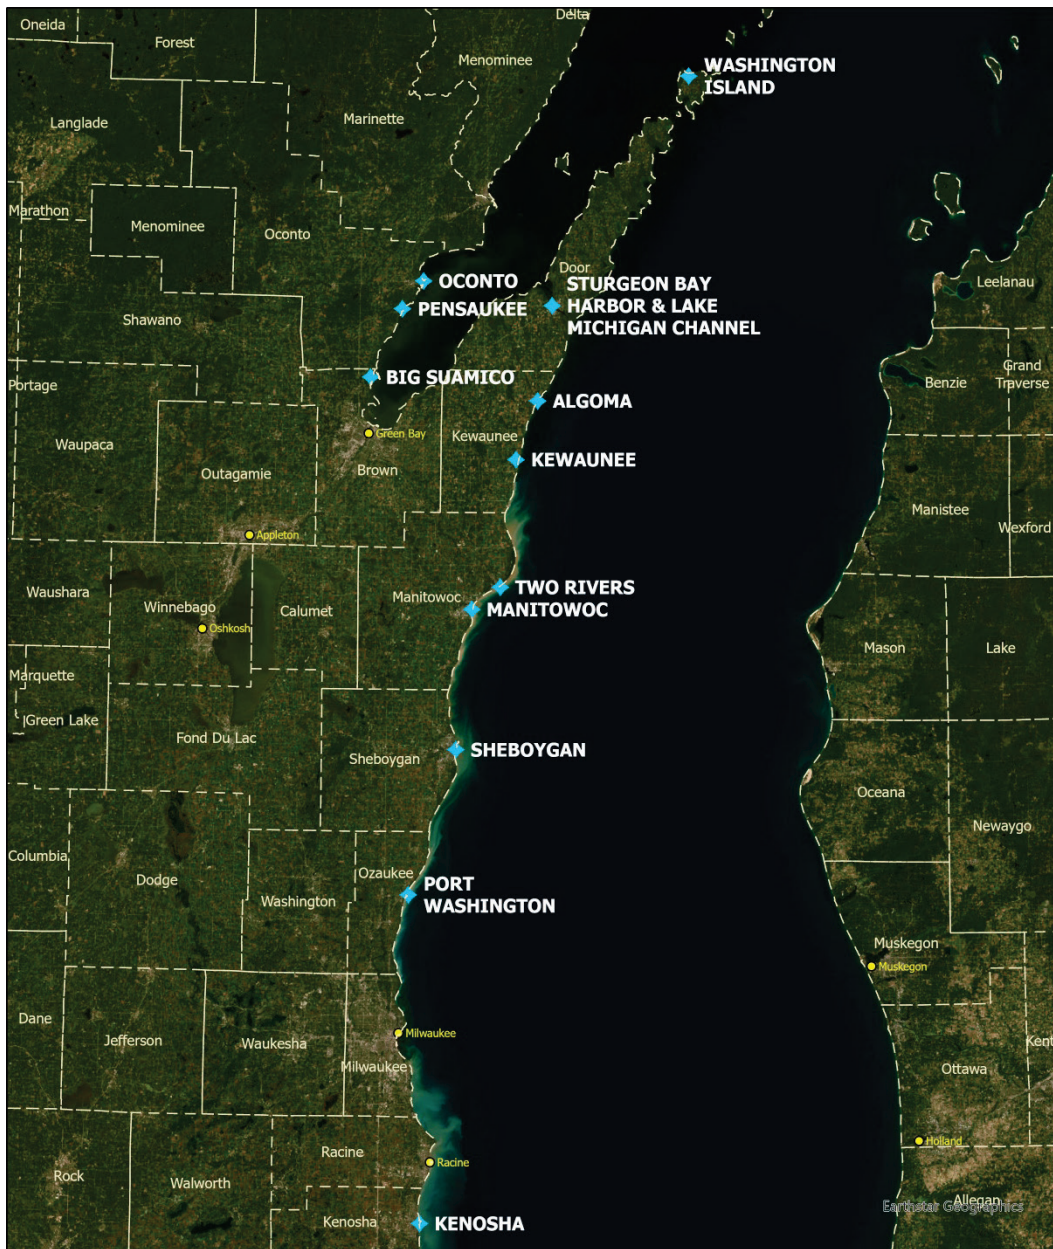 Delta
Oneida
Forest
Menominee
WASHINGTON
ISLAND
Langlade
Marinette
Marathon
Menominee
Oconto
Door
OCONTO
STURGEON BAY
HARBOR & LAKE
MICHIGAN CHANNEL
Leelanau
PENSAUKEE
Shawano
BIG SUAMICO
Grand
Traverse
Portage
Benzie
ALGOMA
Green Bay
Kewaunee
Waupaca
KEWAUNEE
Outagamie
Brown
Manistee
Wexford
Appleton
TWO RIVERS
Waushara
Manitowoc
Winnebago
Calumet
MANITOWOC
Oshkosh
Mason
Lake
Marquette
Green Lake
Fond Du Lac
Sheboygan
SHEBOYGAN
Oceana
Newaygo
Columbia
Dodge
Ozaukee
PORT
WASHINGTON
Washington
Muskegon
Muskegon
Dane
Milwaukee
Jefferson
Waukesha
Milwaukee
Kent
Ottawa
Holland
Racine
Racine
Rock
Walworth
Allegan
Earthstar Geographics
Kenosha
KENOSHA